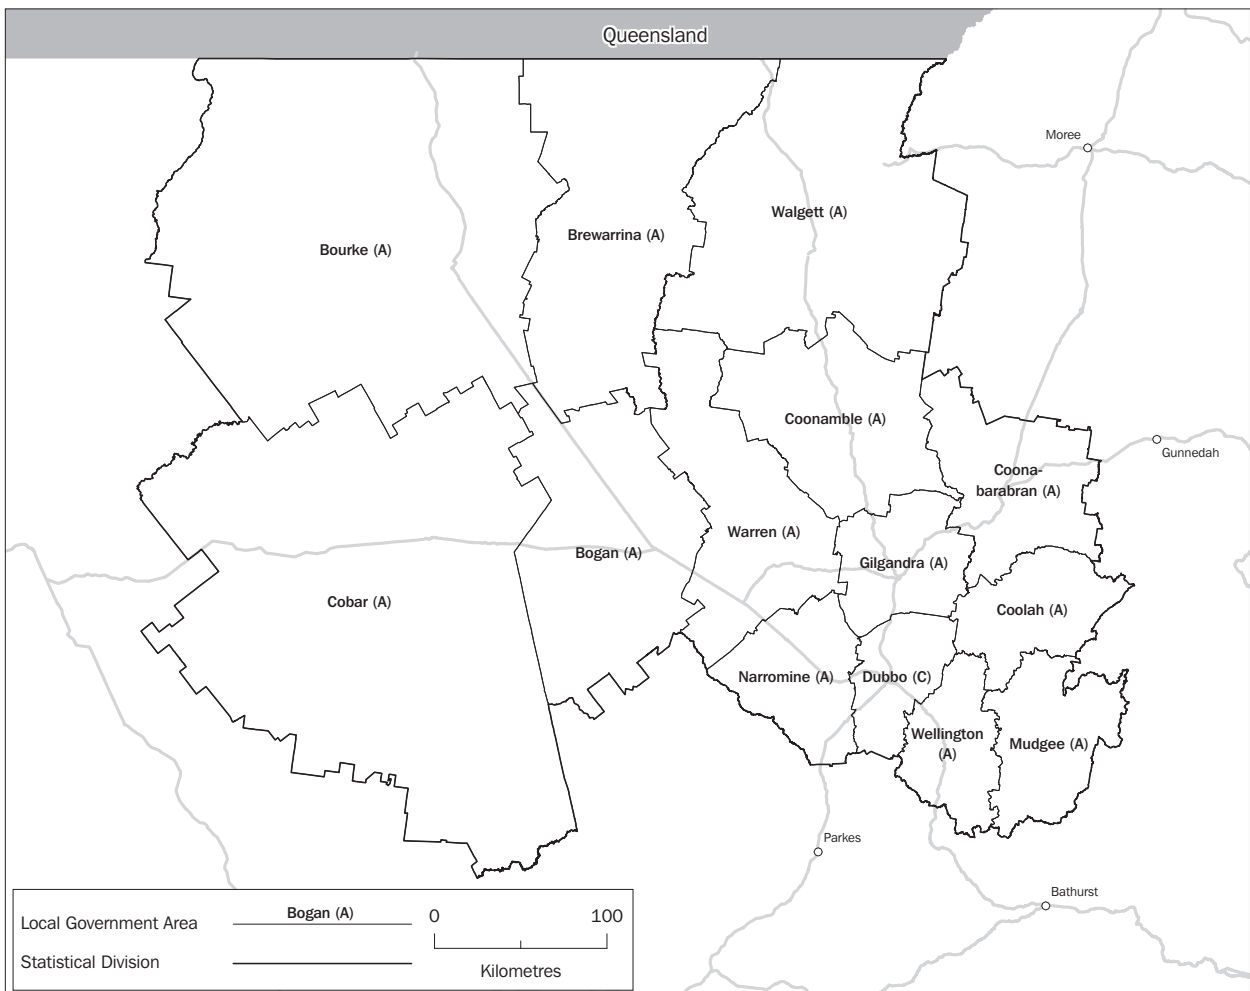 Queensland
Moree
Walgett (A)
Brewarrina (A)
Bourke (A)
Coonamble (A)
Gunnedah
Coona-
barabran (A)
Warren (A)
Bogan (A)
Gilgandra (A)
Cobar (A)
Coolah (A)
Narromine (A)
Dubbo (C)
Wellington
(A)
Mudgee (A)
Parkes
Bathurst
Local Government Area
Bogan (A)
0 100
Statistical Division
Kilometres